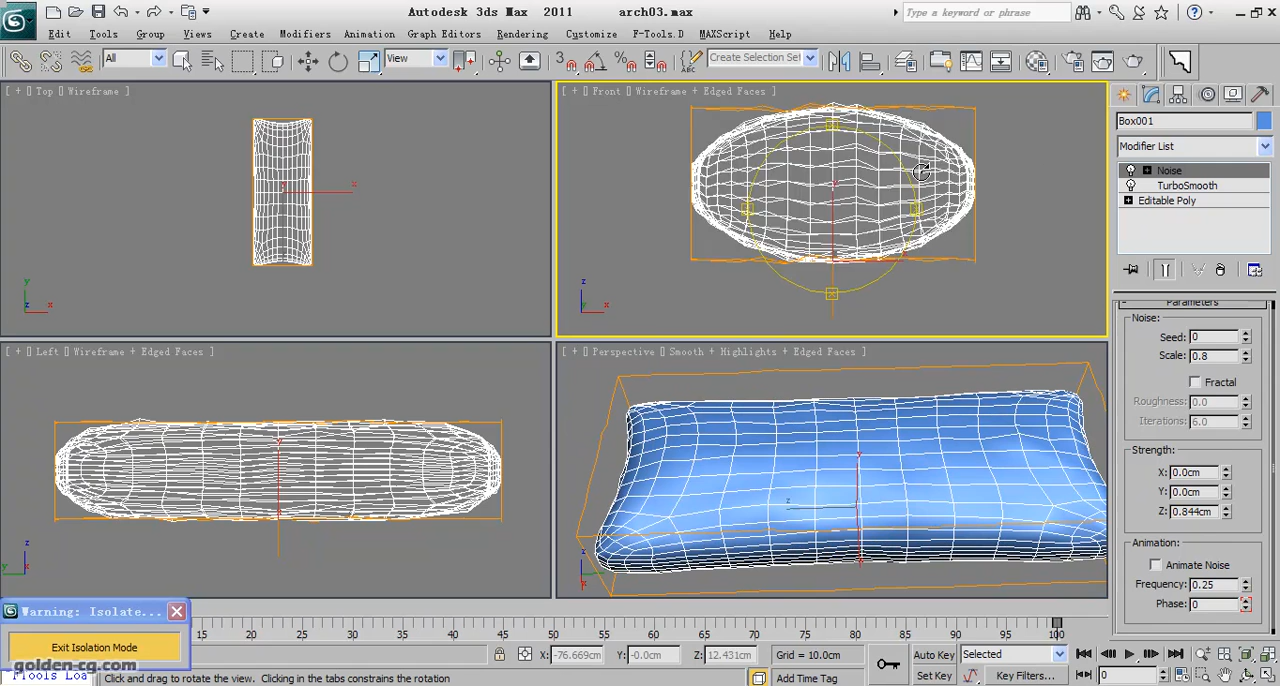 Autodesk 3ds Max 2011 arch03.max
Type a keyword or phrase
Edit Tools Group Views Create Modifiers Animation Graph Editors Rendering Customize F-Tools.D MAXScript Help
All
View
Create Selection Set
[ + [] Top [] Wireframe ]
[ + [] Front [] Wireframe + Edged Faces ]
[ + [] Left [] Wireframe + Edged Faces ]
[ + [] Perspective [] Smooth + Highlights + Edged Faces ]
Box001
Modifier List
Noise
TurboSmooth
Editable Poly
Parameters
Noise:
Seed: 0
Scale: 0.8
Fractal
Roughness: 0.0
Iterations: 6.0
Strength:
X: 0.0cm
Y: 0.0cm
Z: 0.844cm
Animation:
Animate Noise
Frequency: 0.25
Phase: 0
Warning: Isolate...
Exit Isolation Mode
golden-cg.com
15 20 25 30 35 40 45 50 55 60 65 70 75 80 85 90 95 100
X: -76.669cm Y: -0.0cm Z: 12.431cm Grid = 10.0cm
Auto Key Selected
Click and drag to rotate the view. Clicking in the tabs constrains the rotation
Add Time Tag
Set Key Key Filters... 0